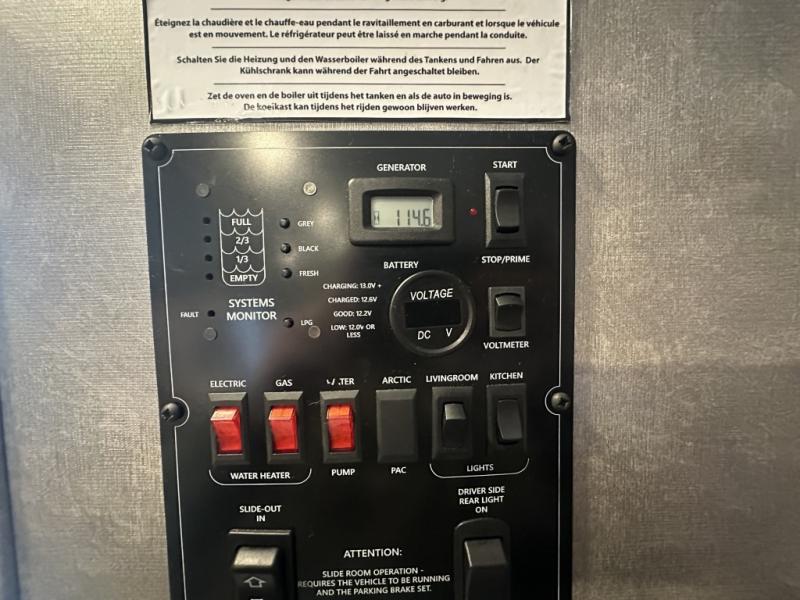 Éteignez la chaudière et le chauffe-eau pendant le ravitaillement en carburant et lorsque le véhicule
est en mouvement. Le réfrigérateur peut être laissé en marche pendant la conduite.
Schalten Sie die Heizung und den Wasserboiler während des Tankens und Fahren aus. Der
Kühlschrank kann während der Fahrt angeschaltet bleiben.
Zet de oven en de boiler uit tijdens het tanken en als de auto in beweging is.
De koelkast kan tijdens het rijden gewoon blijven werken.
GENERATOR
START
114.6
STOP/PRIME
FULL
2/3
1/3
EMPTY
GREY
BLACK
FRESH
SYSTEMS
MONITOR
FAULT
LPG
BATTERY
CHARGING: 13.0V +
CHARGED: 12.6V
GOOD: 12.2V
LOW: 12.0V OR
LESS
VOLTAGE
DC V
VOLTMETER
ELECTRIC
GAS
ARCTIC
LIVINGROOM
KITCHEN
WATER HEATER
PUMP
PAC
LIGHTS
SLIDE-OUT
IN
DRIVER SIDE
REAR LIGHT
ON
ATTENTION:
SLIDE ROOM OPERATION -
REQUIRES THE VEHICLE TO BE RUNNING
AND THE PARKING BRAKE SET.